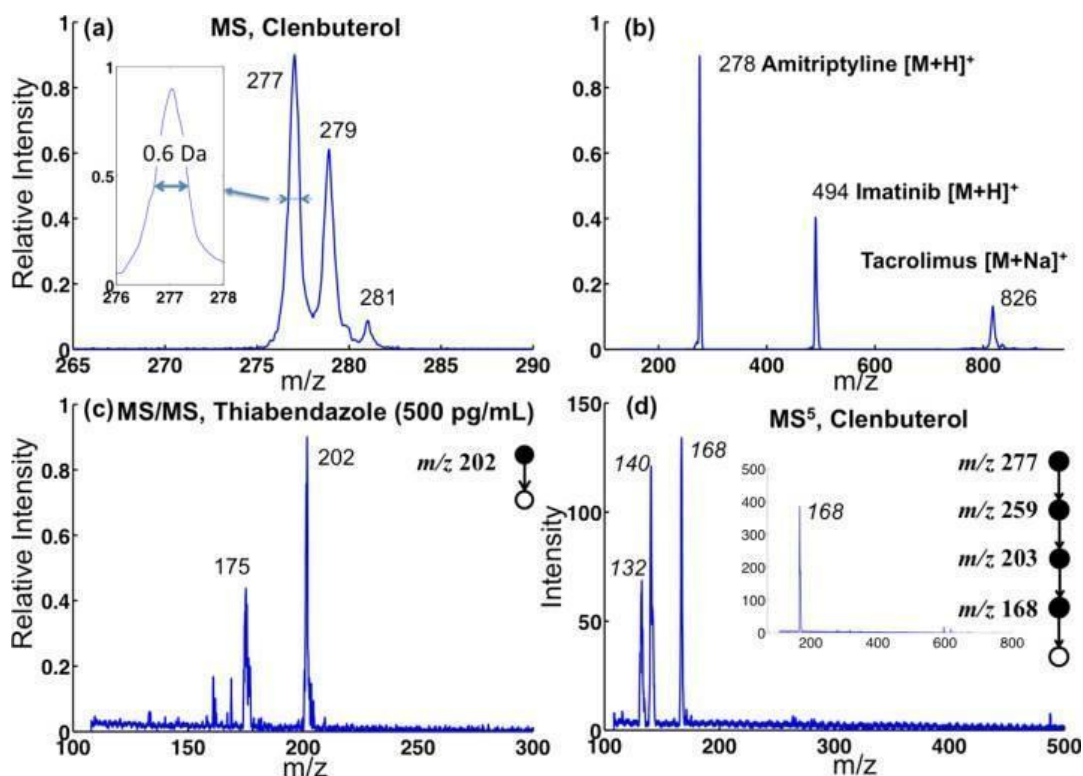 (a) MS, Clenbuterol
Relative Intensity
1
0.8
0.6
0.4
0.2
0
277
279
281
1
0.5
0
0.6 Da
276 277 278
265 270 275 280 285 290
m/z
(b)
1
0.8
0.6
0.4
0.2
0
278 Amitriptyline [M+H]⁺
494 Imatinib [M+H]⁺
Tacrolimus [M+Na]⁺
826
200 400 600 800
m/z
(c) MS/MS, Thiabendazole (500 pg/mL)
Relative Intensity
1
0.8
0.6
0.4
0.2
0
202
175
m/z 202
100 150 200 250 300
m/z
(d) MS⁵, Clenbuterol
Intensity
150
100
50
0
132
140
168
500
400
300
200
100
0
168
200 400 600 800
m/z 277
m/z 259
m/z 203
m/z 168
100 200 300 400 500
m/z